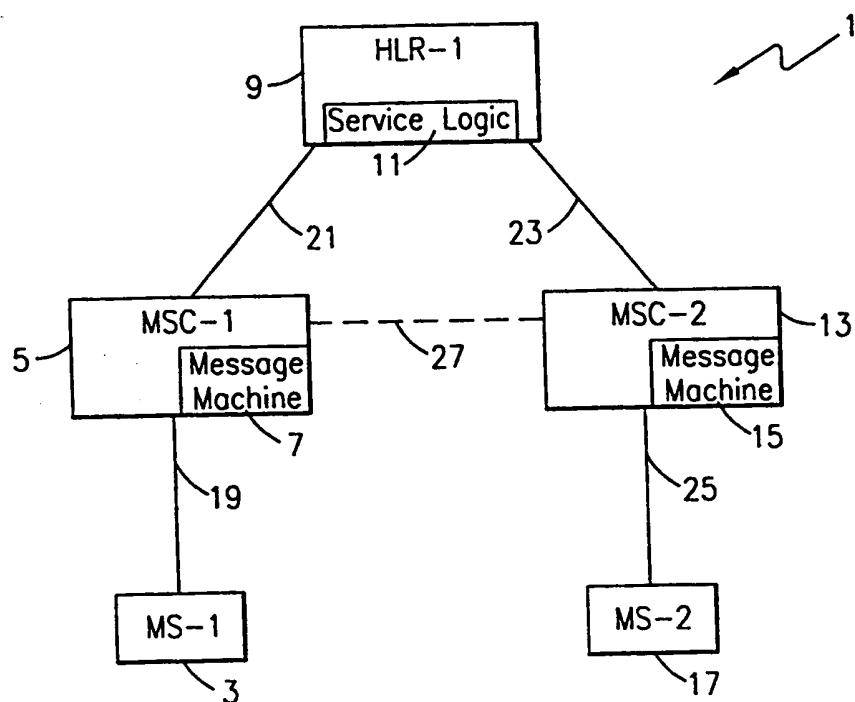 1
HLR-1
9
Service Logic
11
21
23
MSC-1
MSC-2
13
5
27
Message
Machine
Message
Machine
7
15
19
25
MS-1
MS-2
3
17